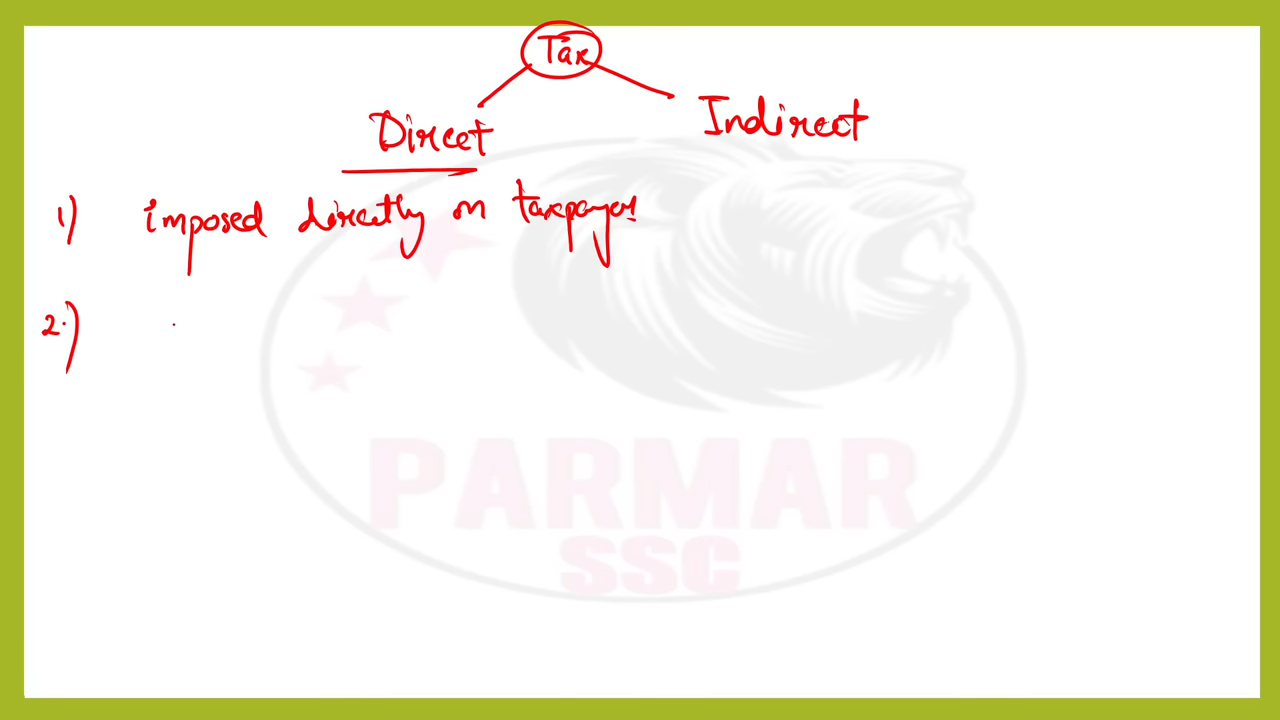 Tax
Direct
Indirect
1) imposed directly on taxpayer
2.)
PARMAR
SSC